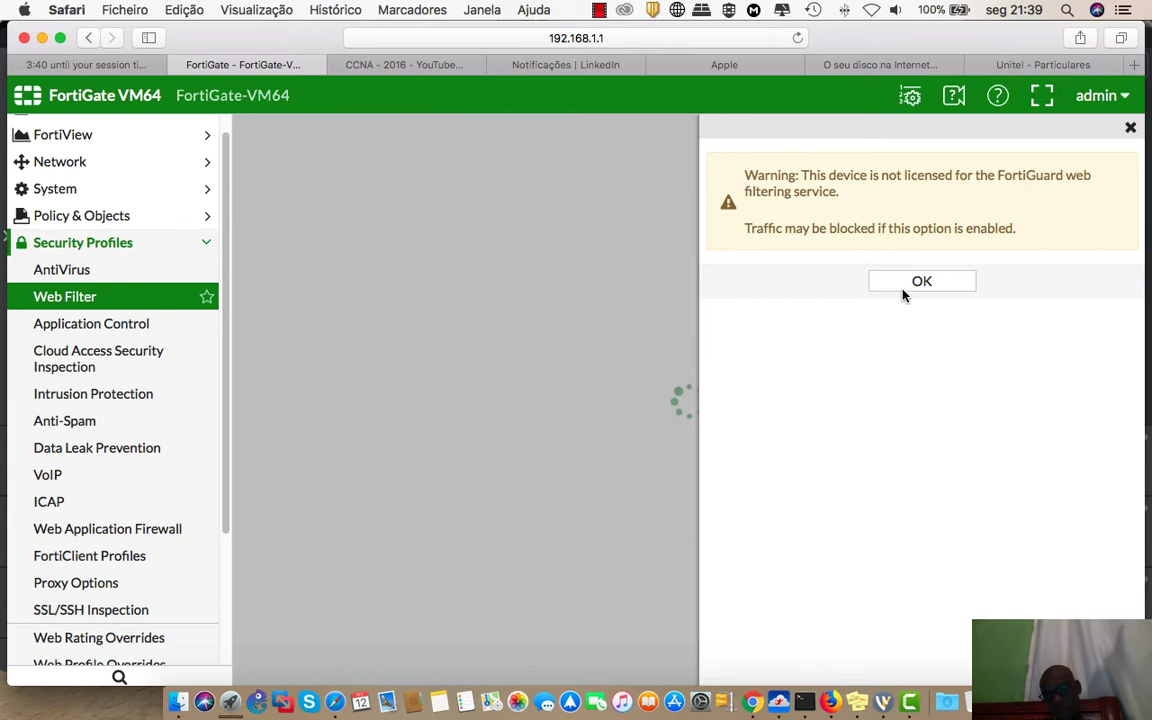 Safari Ficheiro Edição Visualização Histórico Marcadores Janela Ajuda 100% seg 21:39
192.168.1.1
3:40 until your session ti... FortiGate - FortiGate-V... CCNA - 2016 - YouTube... Notificações | LinkedIn Apple O seu disco na Internet... Unitel - Particulares
FortiGate VM64 FortiGate-VM64 admin
FortiView
Network
System
Policy & Objects
Security Profiles
AntiVirus
Web Filter
Application Control
Cloud Access Security
Inspection
Intrusion Protection
Anti-Spam
Data Leak Prevention
VoIP
ICAP
Web Application Firewall
FortiClient Profiles
Proxy Options
SSL/SSH Inspection
Web Rating Overrides
Web Profile Overrides
Warning: This device is not licensed for the FortiGuard web
filtering service.
Traffic may be blocked if this option is enabled.
OK